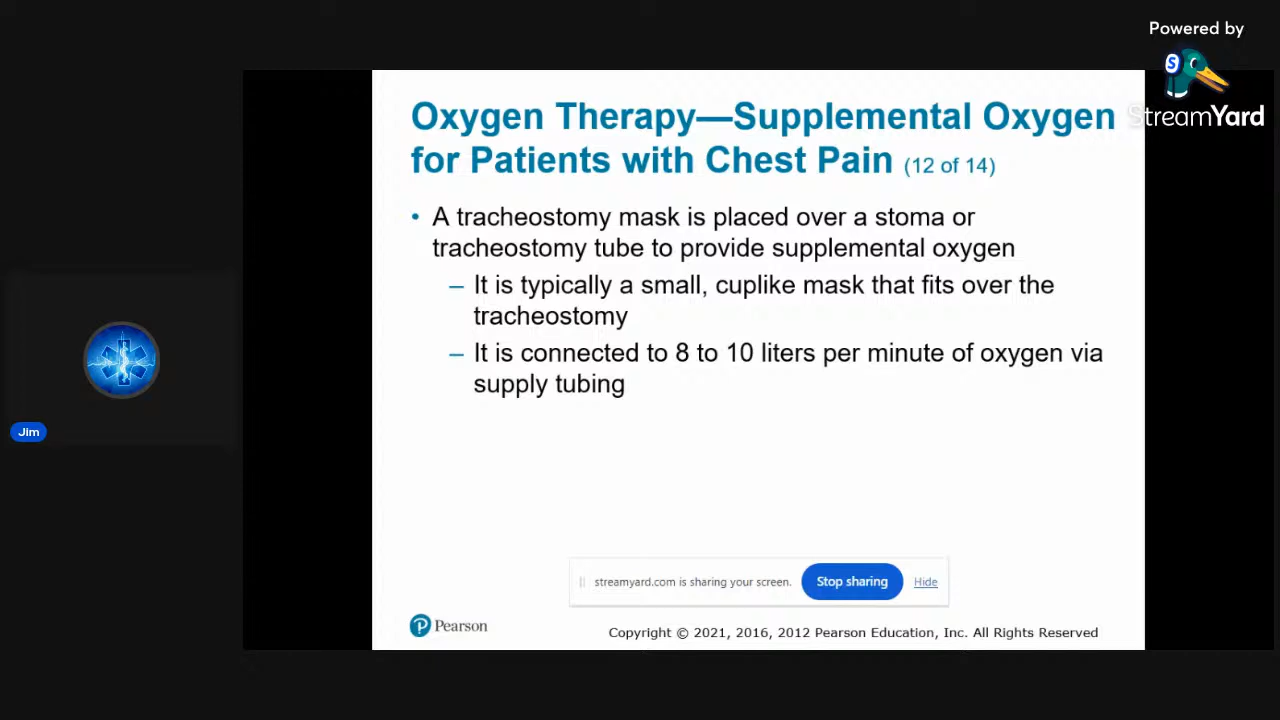 Powered by
StreamYard
Oxygen Therapy—Supplemental Oxygen
for Patients with Chest Pain (12 of 14)
• A tracheostomy mask is placed over a stoma or
tracheostomy tube to provide supplemental oxygen
– It is typically a small, cuplike mask that fits over the
tracheostomy
– It is connected to 8 to 10 liters per minute of oxygen via
supply tubing
Jim
streamyard.com is sharing your screen. Stop sharing Hide
Pearson
Copyright © 2021, 2016, 2012 Pearson Education, Inc. All Rights Reserved